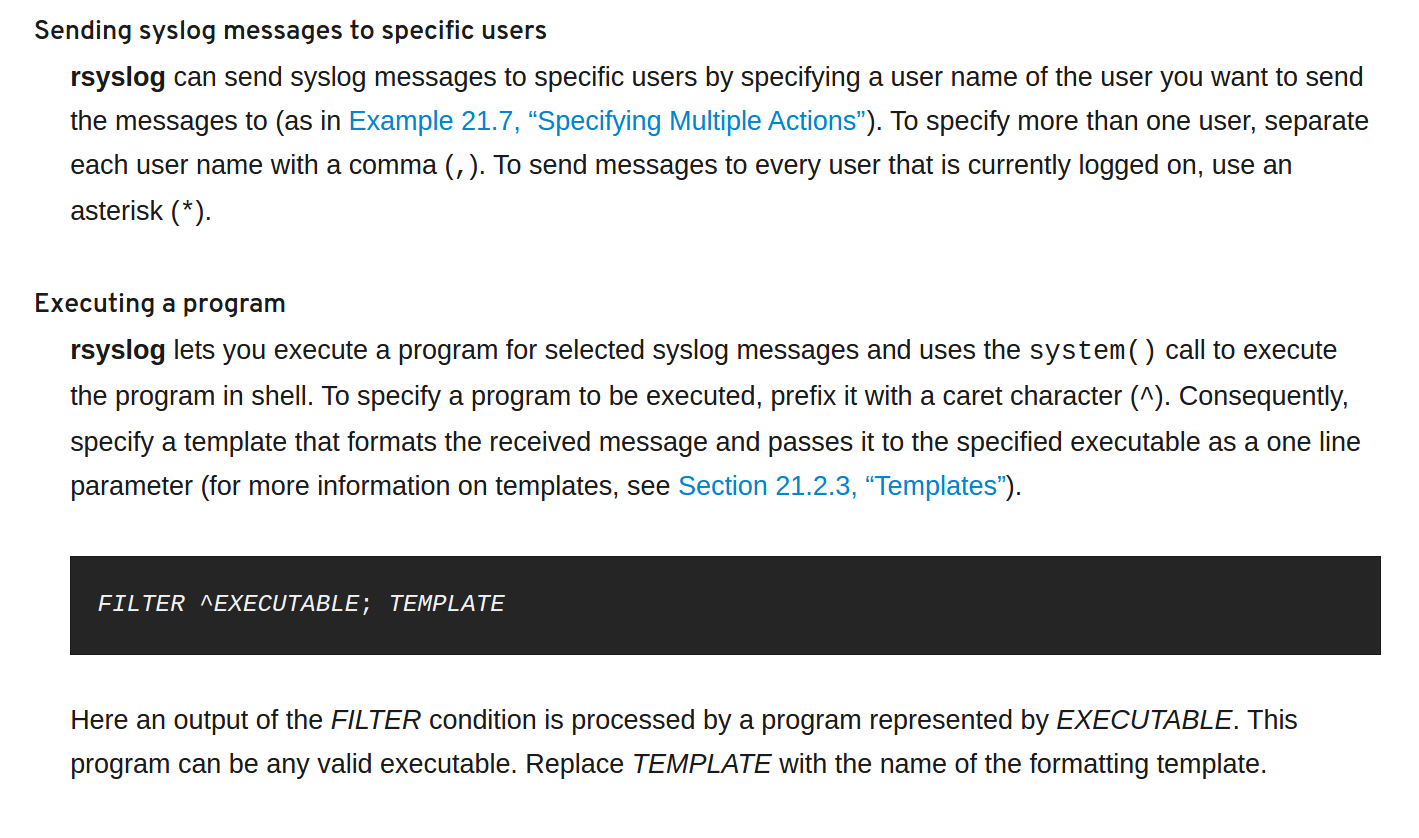 Sending syslog messages to specific users
rsyslog can send syslog messages to specific users by specifying a user name of the user you want to send
the messages to (as in Example 21.7, “Specifying Multiple Actions”). To specify more than one user, separate
each user name with a comma (,). To send messages to every user that is currently logged on, use an
asterisk (*).
Executing a program
rsyslog lets you execute a program for selected syslog messages and uses the system() call to execute
the program in shell. To specify a program to be executed, prefix it with a caret character (^). Consequently,
specify a template that formats the received message and passes it to the specified executable as a one line
parameter (for more information on templates, see Section 21.2.3, “Templates”).
FILTER ^EXECUTABLE; TEMPLATE
Here an output of the FILTER condition is processed by a program represented by EXECUTABLE. This
program can be any valid executable. Replace TEMPLATE with the name of the formatting template.